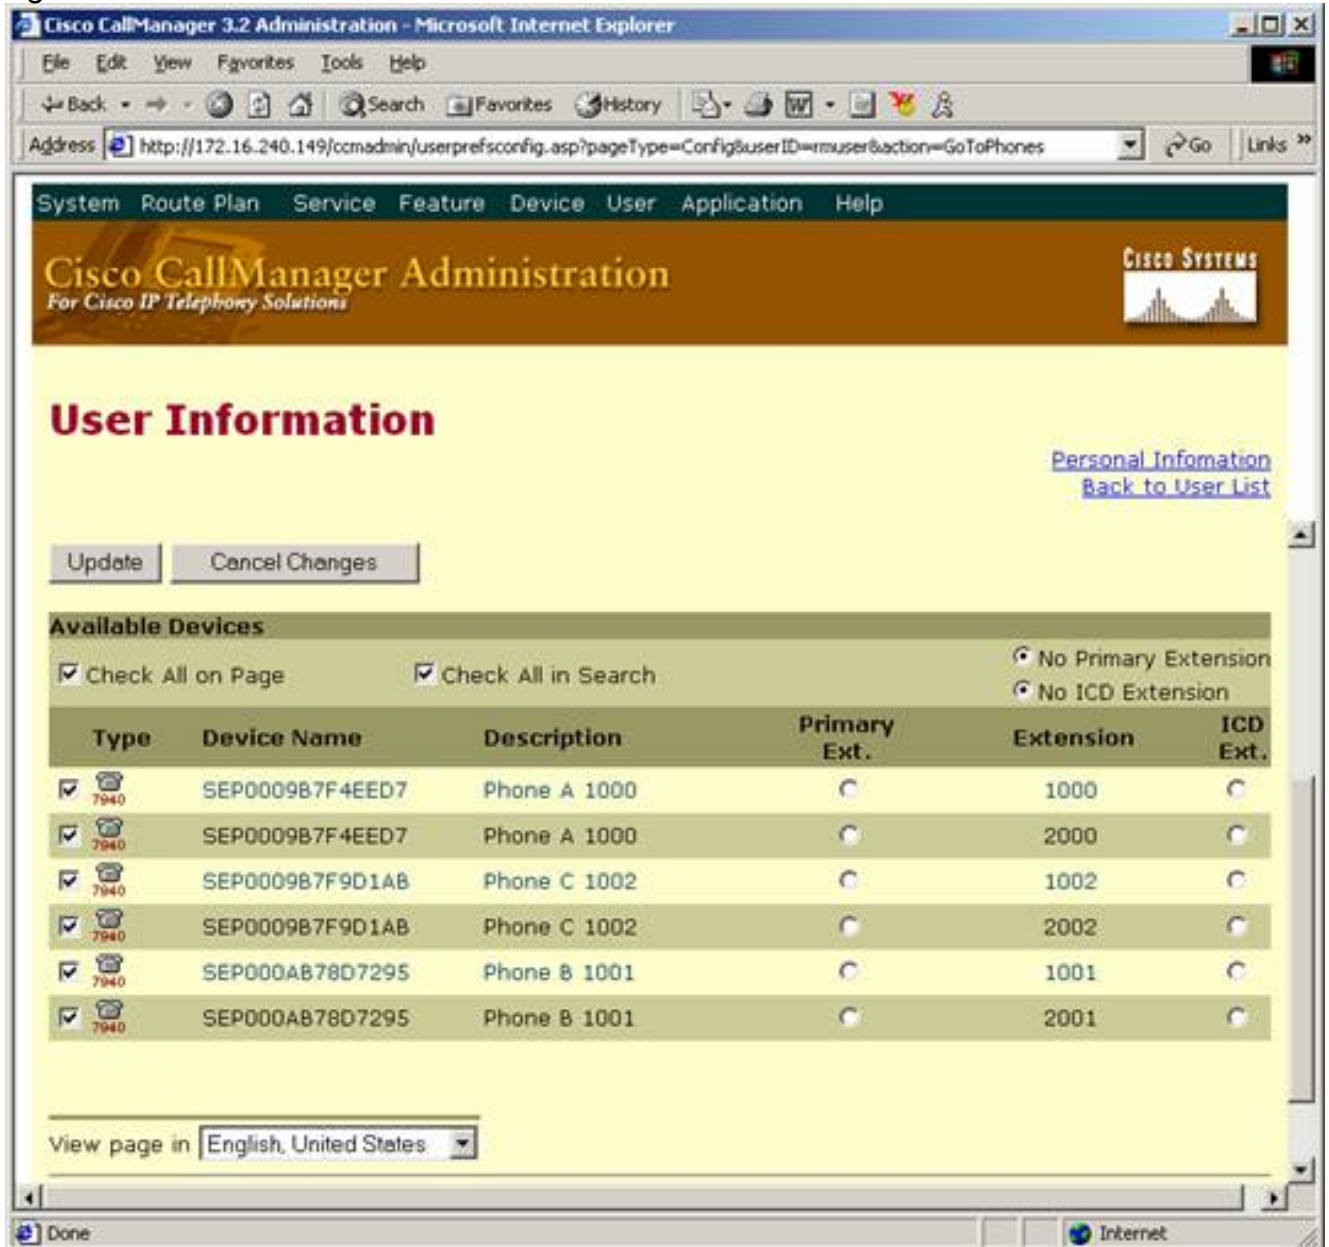 Cisco CallManager 3.2 Administration - Microsoft Internet Explorer
File Edit View Favorites Tools Help
Back Search Favorites History
Address http://172.16.240.149/ccmadmin/userprefsconfig.asp?pageType=Config&userID=rmuser&action=GoToPhones Go Links »
System Route Plan Service Feature Device User Application Help
Cisco CallManager Administration
For Cisco IP Telephony Solutions
CISCO SYSTEMS
User Information
Personal Infomation
Back to User List
Update Cancel Changes
Available Devices
Check All on Page Check All in Search No Primary Extension
No ICD Extension
Type Device Name Description Primary Ext. Extension ICD Ext.
7940 SEP0009B7F4EED7 Phone A 1000 1000
7940 SEP0009B7F4EED7 Phone A 1000 2000
7940 SEP0009B7F9D1AB Phone C 1002 1002
7940 SEP0009B7F9D1AB Phone C 1002 2002
7940 SEP000AB78D7295 Phone B 1001 1001
7940 SEP000AB78D7295 Phone B 1001 2001
View page in English, United States
Done Internet